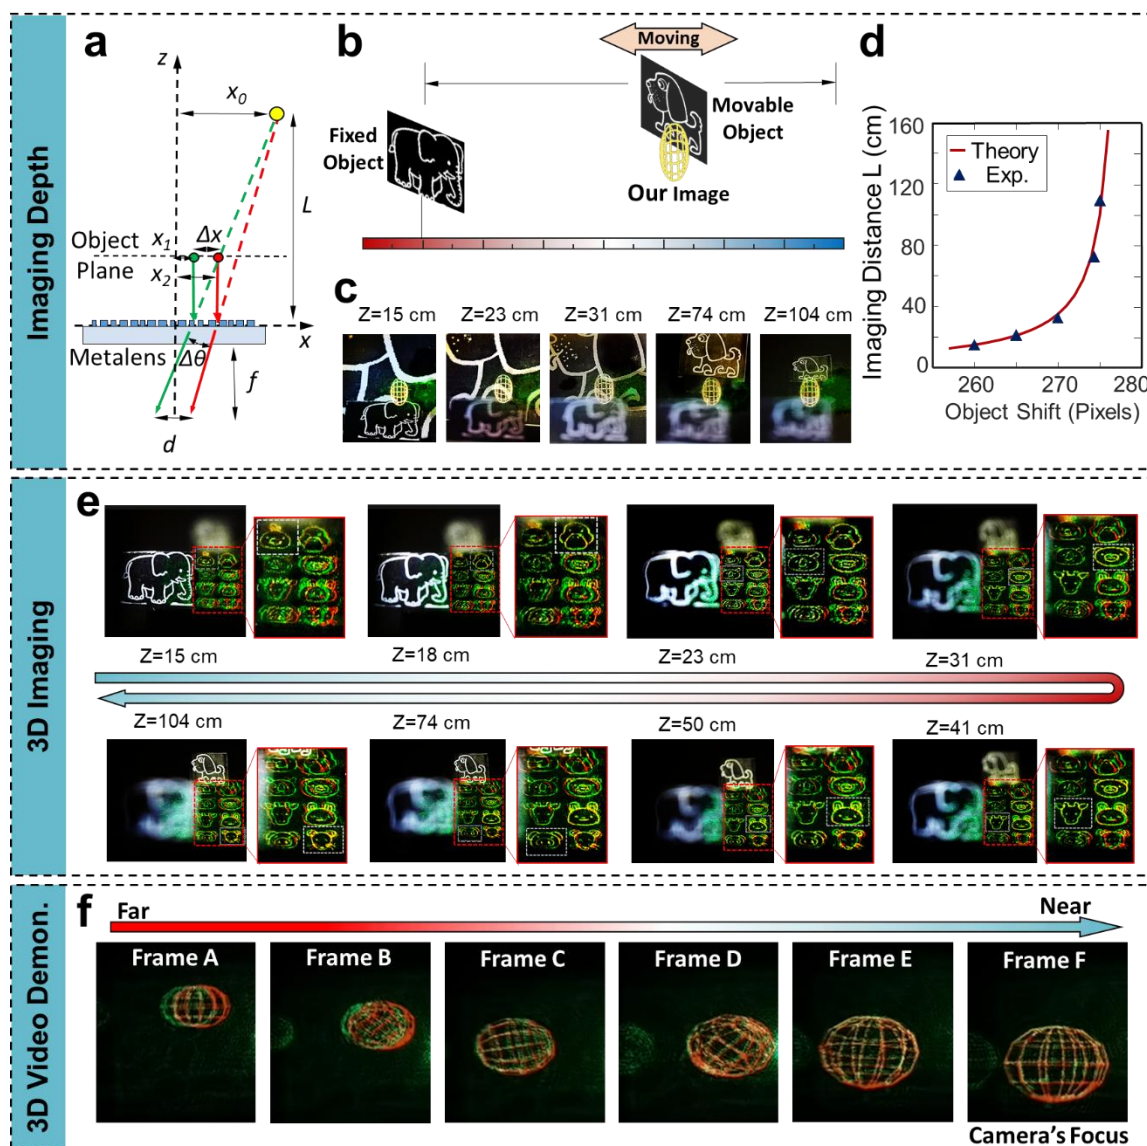 Imaging Depth
a
z
x0
L
Object
Plane
x1
Δx
x2
x
Metalens
Δθ
f
d
b
Moving
Fixed
Object
Movable
Object
Our Image
c
Z=15 cm
Z=23 cm
Z=31 cm
Z=74 cm
Z=104 cm
d
Imaging Distance L (cm)
160
120
80
40
0
Theory
Exp.
260
270
280
Object Shift (Pixels)
3D Imaging
e
Z=15 cm
Z=18 cm
Z=23 cm
Z=31 cm
Z=104 cm
Z=74 cm
Z=50 cm
Z=41 cm
3D Video Demon.
f
Far
Near
Frame A
Frame B
Frame C
Frame D
Frame E
Frame F
Camera's Focus